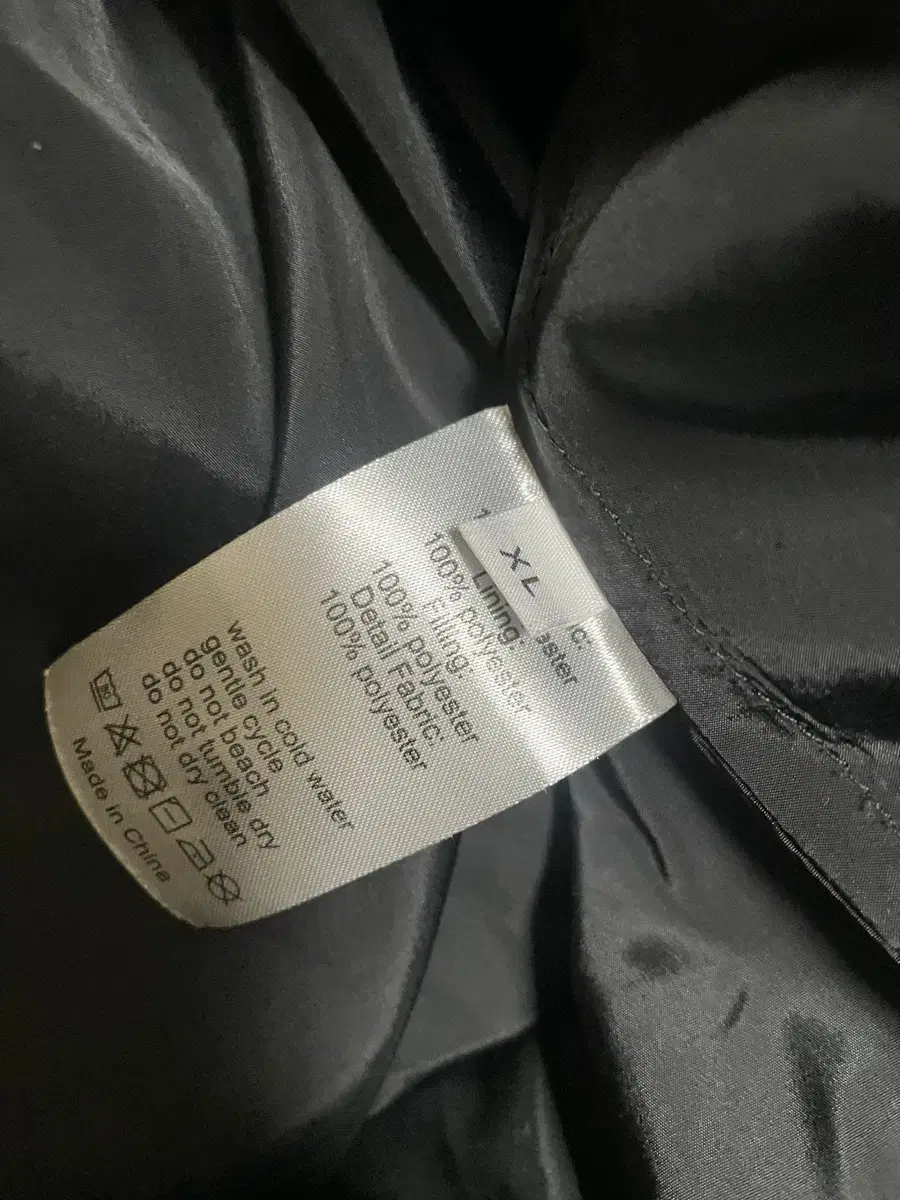 XL
Lining:
100% polyester
Filling:
100% polyester
Detail Fabric:
100% polyester
wash in cold water
gentle cycle
do not beach
do not tumble dry
do not dry clean
Made in China